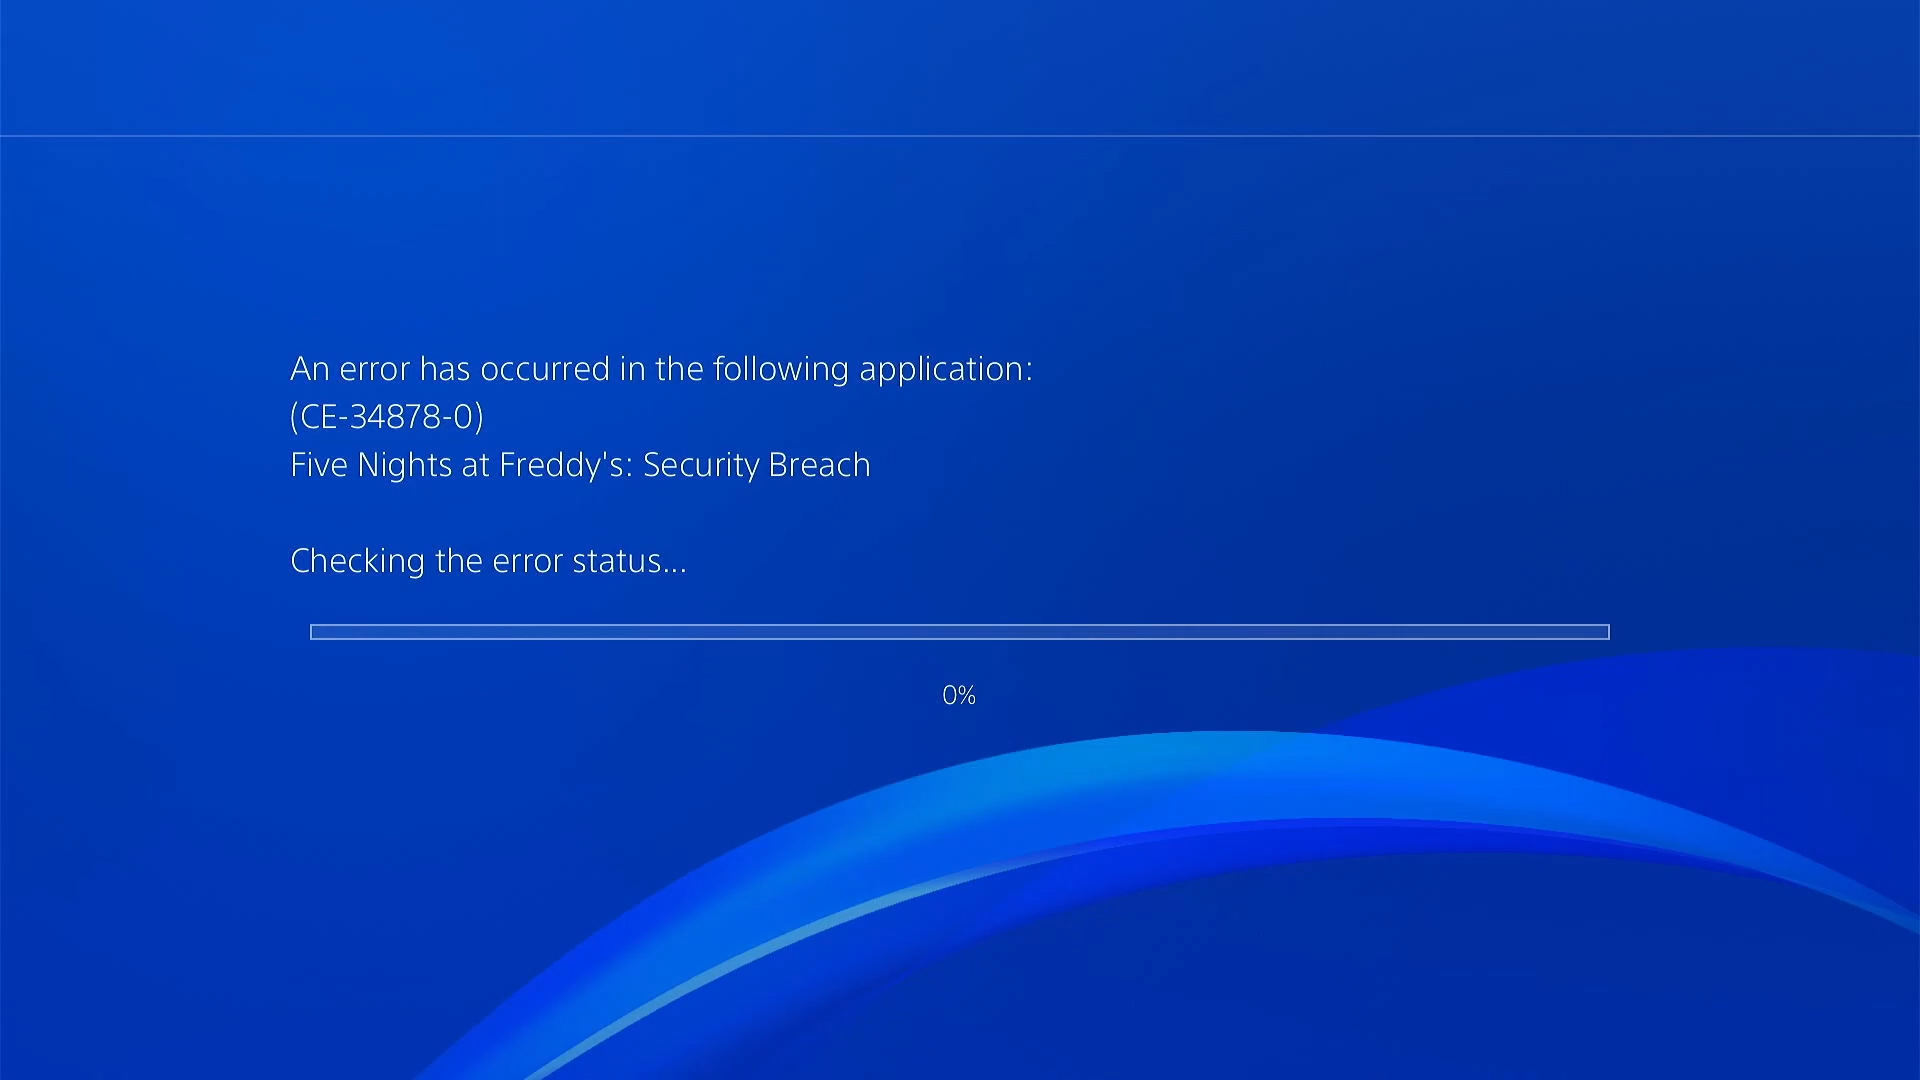 An error has occurred in the following application:
(CE-34878-0)
Five Nights at Freddy's: Security Breach
Checking the error status...
0%